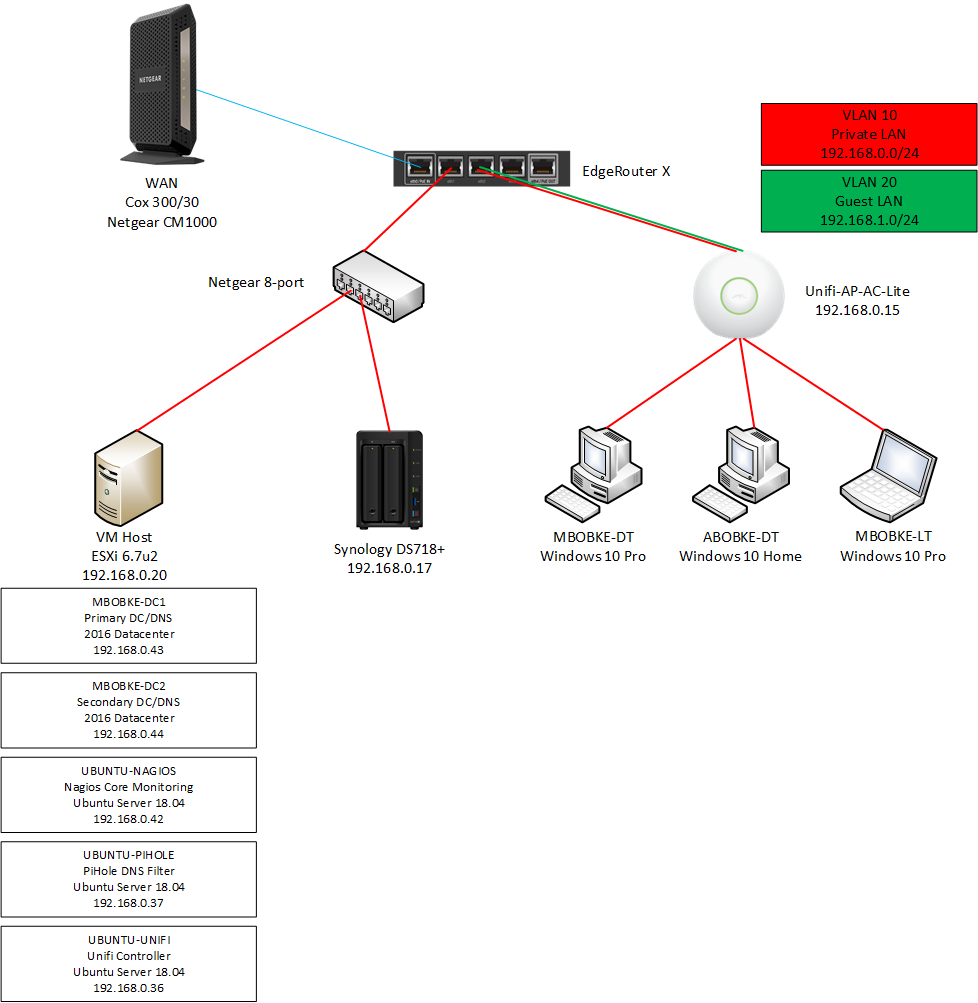 NETGEAR
WAN
Cox 300/30
Netgear CM1000
EdgeRouter X
VLAN 10
Private LAN
192.168.0.0/24
VLAN 20
Guest LAN
192.168.1.0/24
Netgear 8-port
Unifi-AP-AC-Lite
192.168.0.15
VM Host
ESXi 6.7u2
192.168.0.20
Synology DS718+
192.168.0.17
MBOBKE-DT
Windows 10 Pro
ABOBKE-DT
Windows 10 Home
MBOBKE-LT
Windows 10 Pro
MBOBKE-DC1
Primary DC/DNS
2016 Datacenter
192.168.0.43
MBOBKE-DC2
Secondary DC/DNS
2016 Datacenter
192.168.0.44
UBUNTU-NAGIOS
Nagios Core Monitoring
Ubuntu Server 18.04
192.168.0.42
UBUNTU-PIHOLE
PiHole DNS Filter
Ubuntu Server 18.04
192.168.0.37
UBUNTU-UNIFI
Unifi Controller
Ubuntu Server 18.04
192.168.0.36